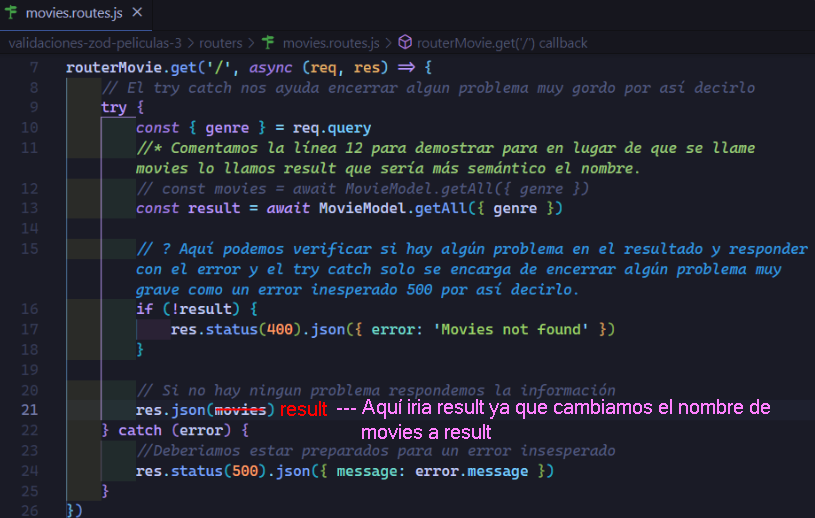 movies.routes.js ×
validaciones-zod-peliculas-3 > routers > movies.routes.js > routerMovie.get('/') callback
7 routerMovie.get('/', async (req, res) => {
8 // El try catch nos ayuda encerrar algun problema muy gordo por así decirlo
9 try {
10 const { genre } = req.query
11 //* Comentamos la línea 12 para demostrar para en lugar de que se llame
movies lo llamos result que sería más semántico el nombre.
12 // const movies = await MovieModel.getAll({ genre })
13 const result = await MovieModel.getAll({ genre })
14
15 // ? Aquí podemos verificar si hay algún problema en el resultado y responder
con el error y el try catch solo se encarga de encerrar algún problema muy
grave como un error inesperado 500 por así decirlo.
16 if (!result) {
17 res.status(400).json({ error: 'Movies not found' })
18 }
19
20 // Si no hay ningun problema respondemos la información
21 res.json(movies) result --- Aquí iria result ya que cambiamos el nombre de
movies a result
22 } catch (error) {
23 //Deberiamos estar preparados para un error insesperado
24 res.status(500).json({ message: error.message })
25 }
26 })